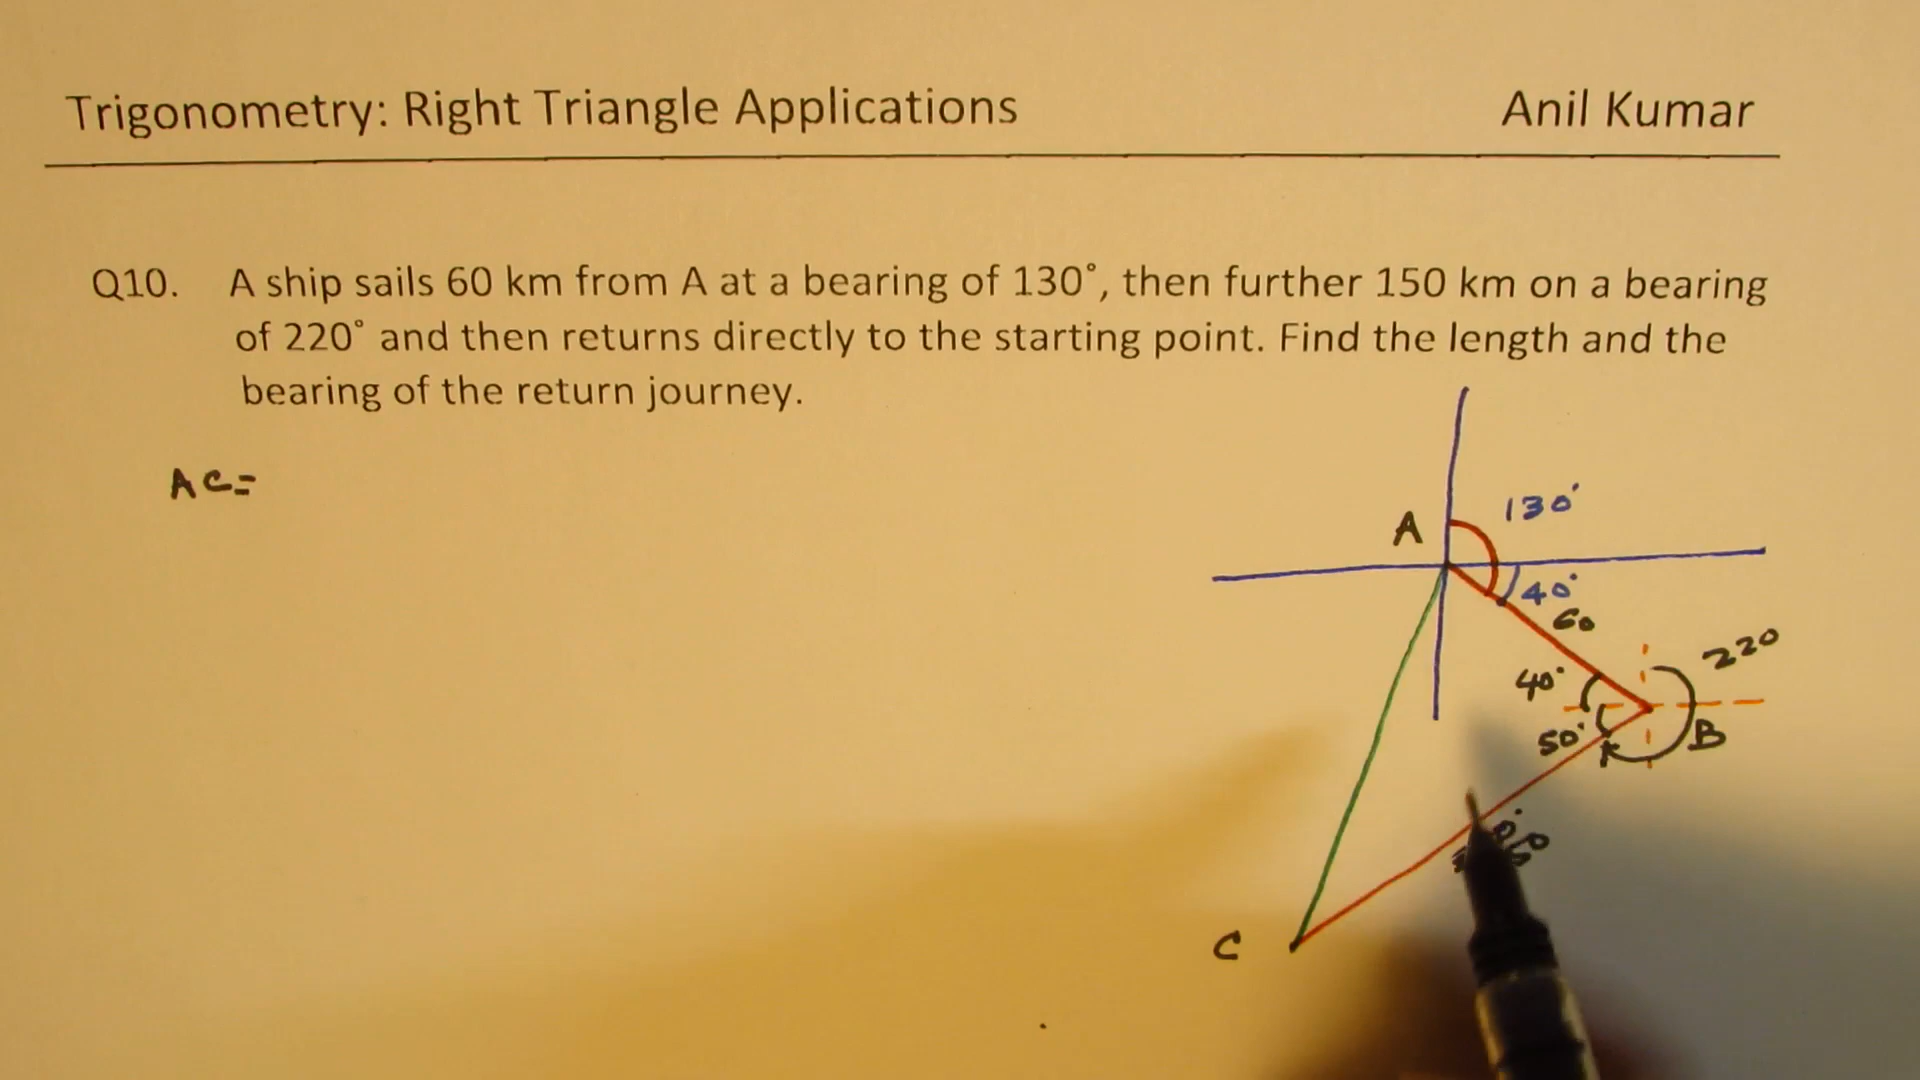 Trigonometry: Right Triangle Applications
Anil Kumar
Q10. A ship sails 60 km from A at a bearing of 130°, then further 150 km on a bearing
of 220° and then returns directly to the starting point. Find the length and the
bearing of the return journey.
AC=
A
130°
40°
60
220
40°
50°
B
C